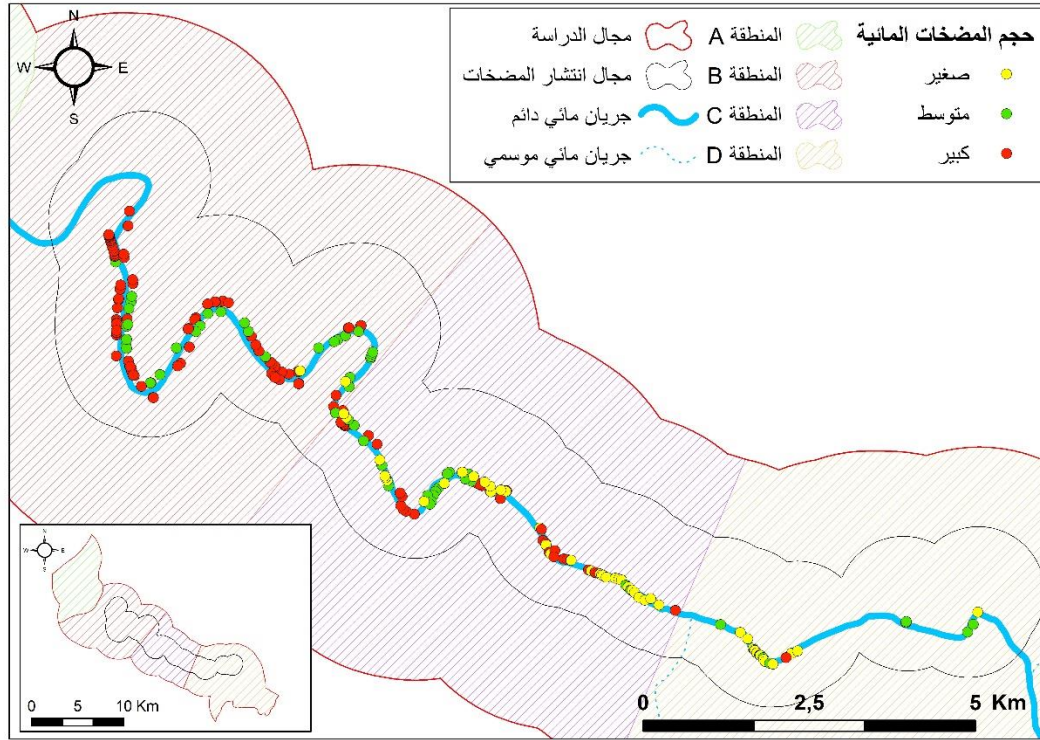 N
W E
S
حجم المضخات المائية
صغير
متوسط
كبير
المنطقة A
المنطقة B
المنطقة C
المنطقة D
مجال الدراسة
مجال انتشار المضخات
جريان مائي دائم
جريان مائي موسمي
N
W E
S
0 5 10 Km
0 2,5 5 Km